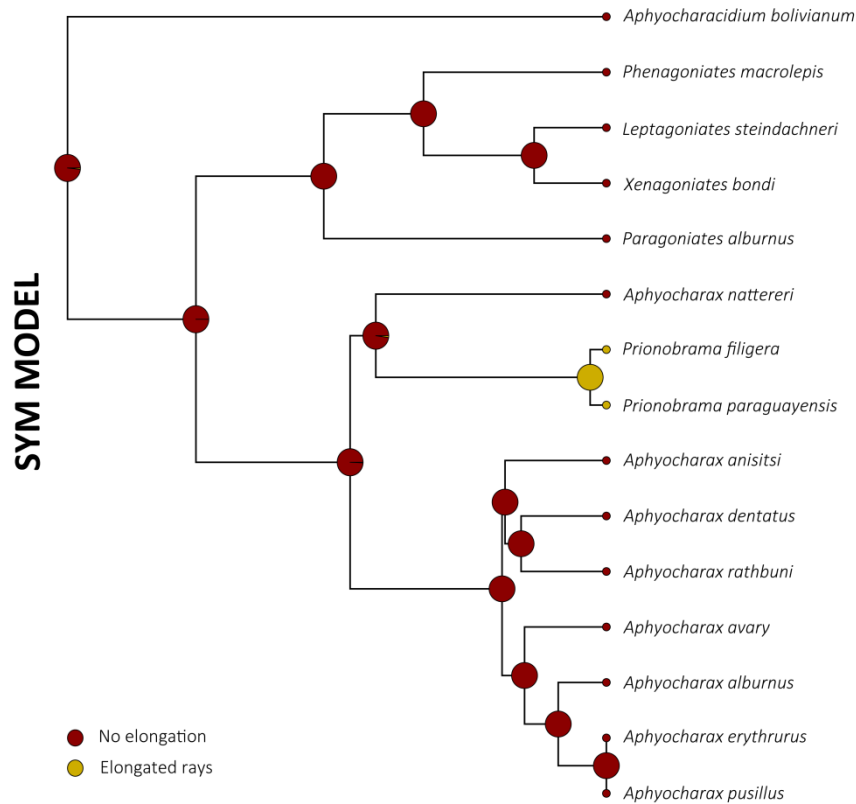 Aphyocharacidium bolivianum
Phenagoniates macrolepis
Leptagoniates steindachneri
Xenagoniates bondi
Paragoniates alburnus
Aphyocharax nattereri
Prionobrama filigera
Prionobrama paraguayensis
Aphyocharax anisitsi
Aphyocharax dentatus
Aphyocharax rathbuni
Aphyocharax avary
Aphyocharax alburnus
Aphyocharax erythrurus
Aphyocharax pusillus
SYM MODEL
No elongation
Elongated rays